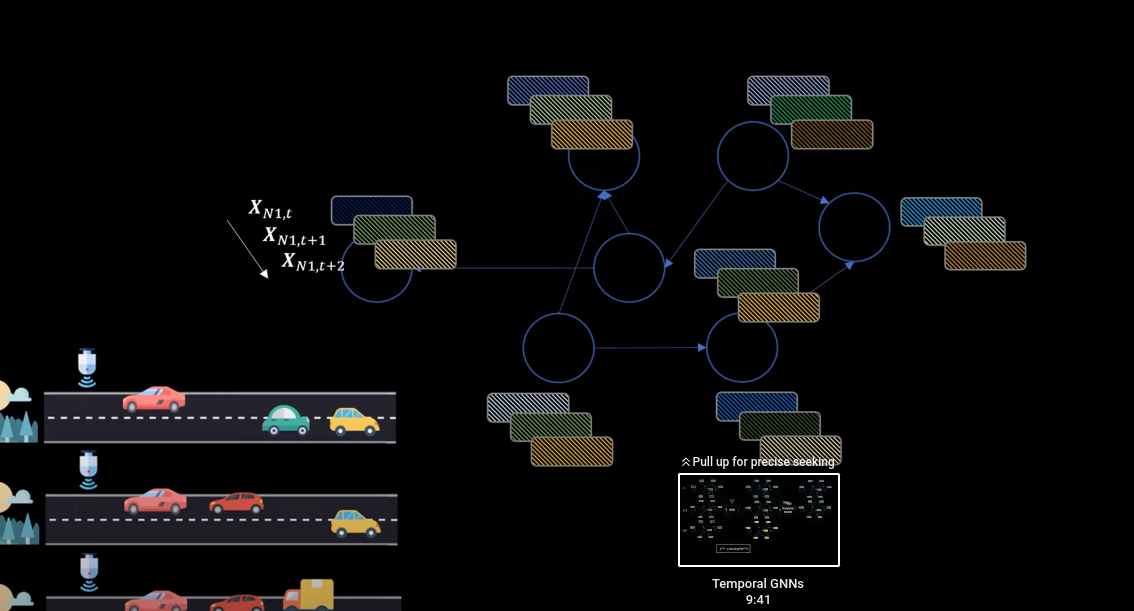 X_{N1,t}
X_{N1,t+1}
X_{N1,t+2}
Pull up for precise seeking
Temporal GNNs
9:41